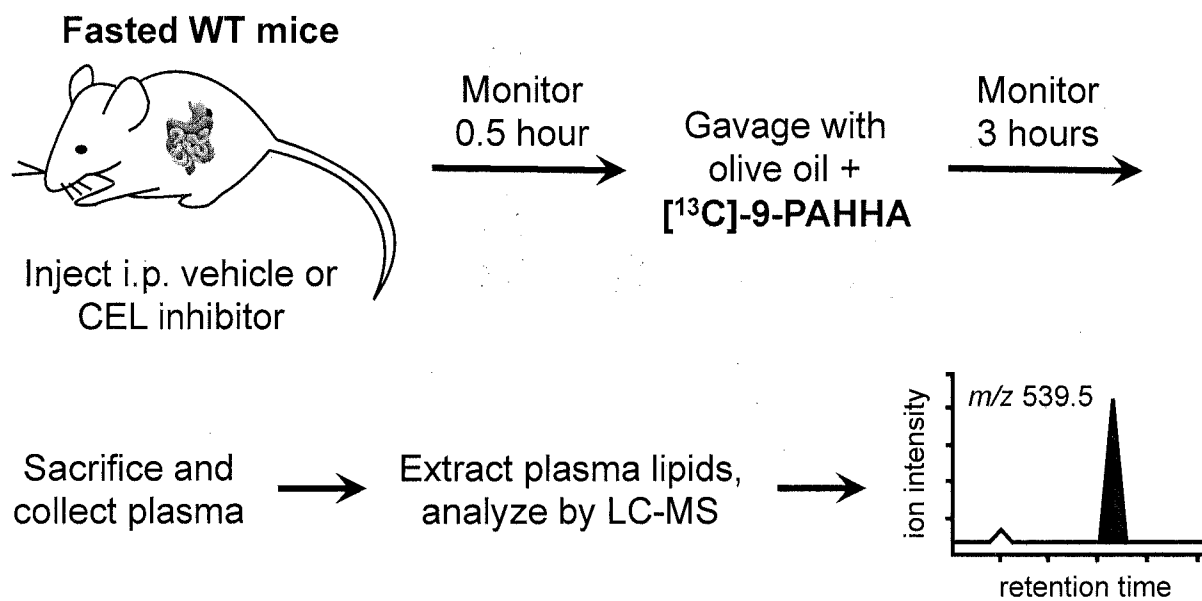 Fasted WT mice
Inject i.p. vehicle or
CEL inhibitor
Monitor
0.5 hour
Gavage with
olive oil +
[¹³C]-9-PAHHA
Monitor
3 hours
Sacrifice and
collect plasma
Extract plasma lipids,
analyze by LC-MS
m/z 539.5
ion intensity
retention time